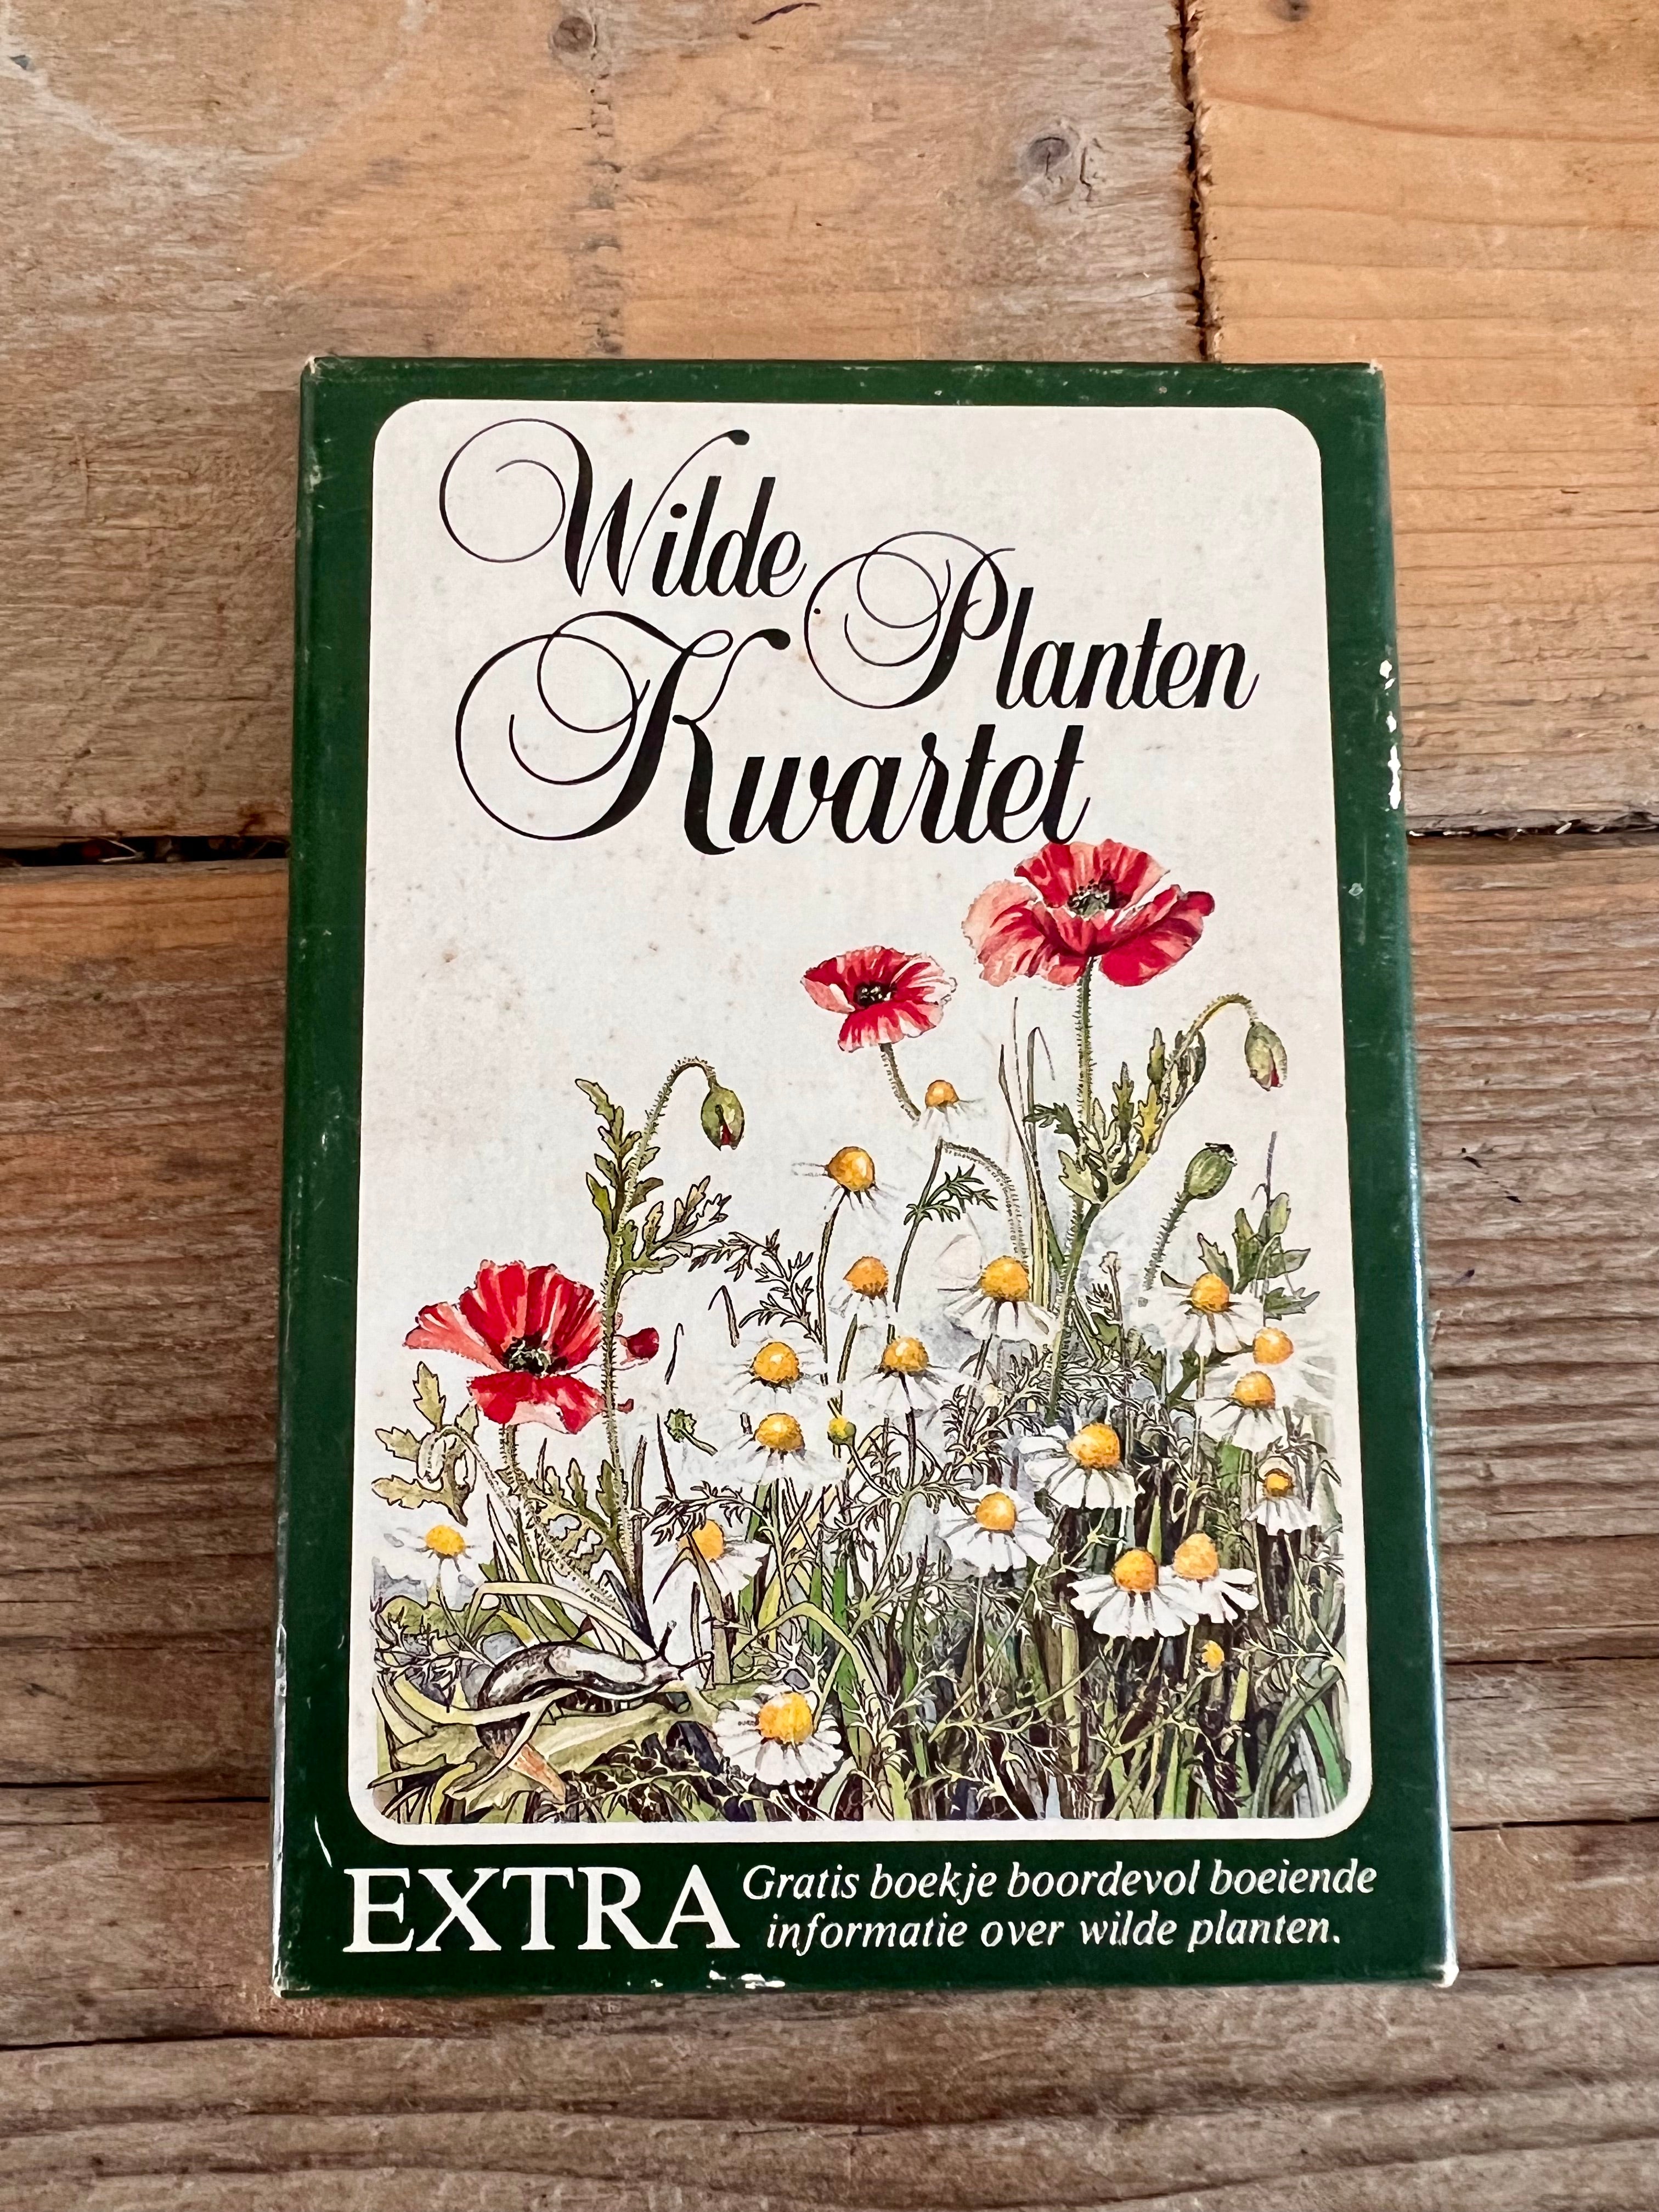 Wilde Planten
Kwartet
EXTRA Gratis boekje boordevol boeiende
informatie over wilde planten.